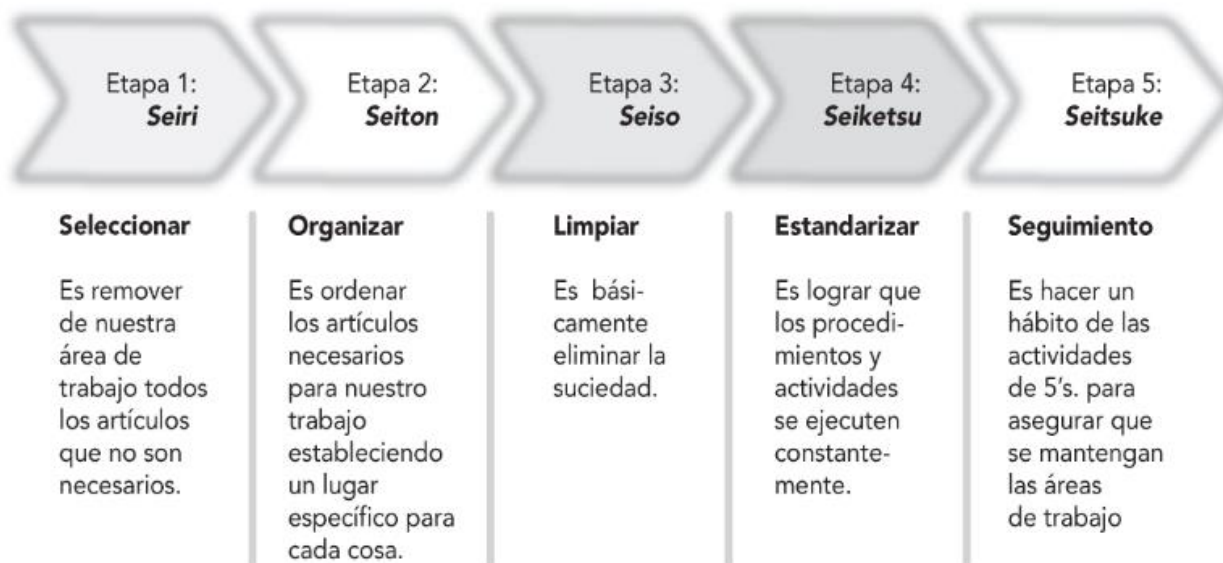 Etapa 1:
Seiri
Etapa 2:
Seiton
Etapa 3:
Seiso
Etapa 4:
Seiketsu
Etapa 5:
Seitsuke
Seleccionar
Es remover
de nuestra
área de
trabajo todos
los artículos
que no son
necesarios.
Organizar
Es ordenar
los artículos
necesarios
para nuestro
trabajo
estableciendo
un lugar
específico para
cada cosa.
Limpiar
Es bási-
camente
eliminar la
suciedad.
Estandarizar
Es lograr que
los procedi-
mientos y
actividades
se ejecuten
constante-
mente.
Seguimiento
Es hacer un
hábito de las
actividades
de 5's. para
asegurar que
se mantengan
las áreas
de trabajo